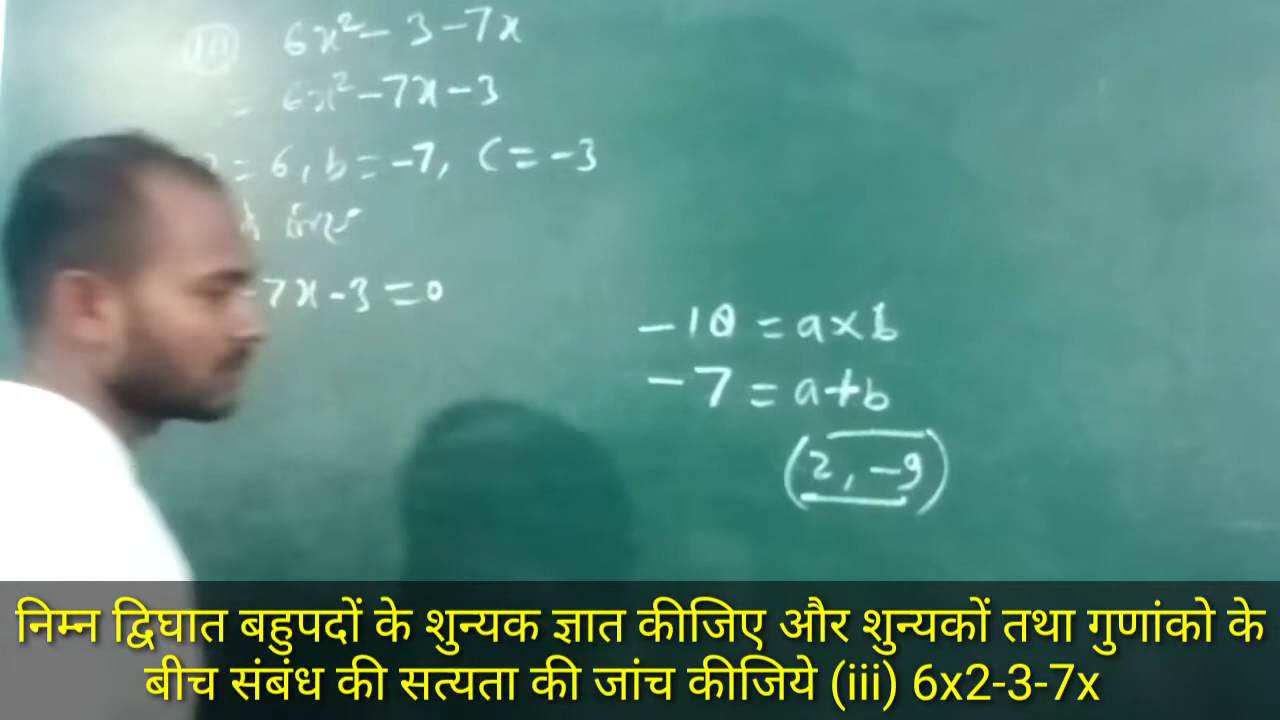 (iii) 6x²-3-7x
= 6x²-7x-3
= 6, b = -7, c = -3
-7x-3=0
-18 = a×b
-7 = a+b
(2, -9)
निम्न द्विघात बहुपदों के शुन्यक ज्ञात कीजिए और शुन्यकों तथा गुणांको के
बीच संबंध की सत्यता की जांच कीजिये (iii) 6x2-3-7x